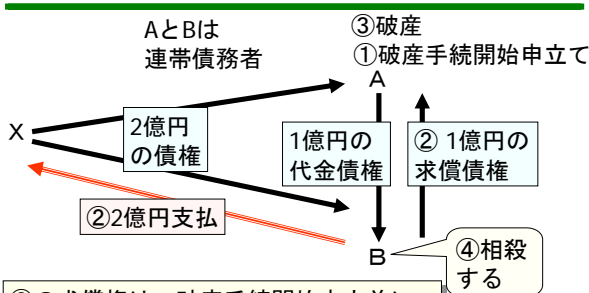 AとBは
連帯債務者
③破産
①破産手続開始申立て
A
X
2億円
の債権
1億円の
代金債権
② 1億円の
求償債権
②2億円支払
B
④相殺
する